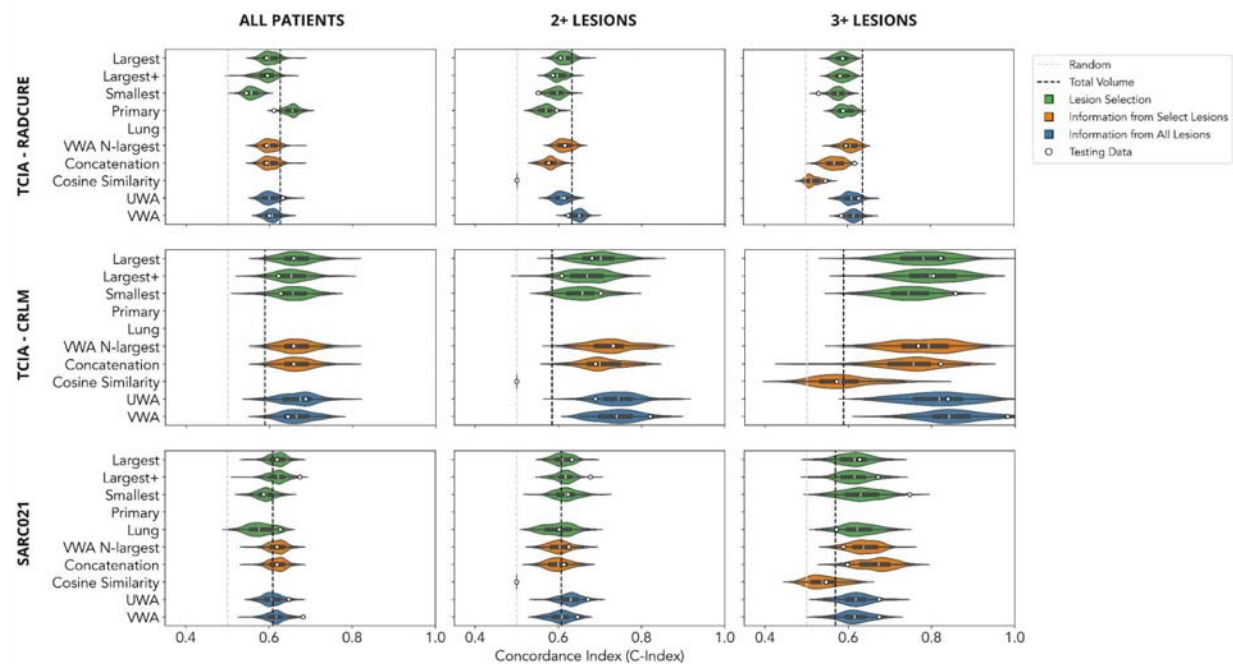 ALL PATIENTS 2+ LESIONS 3+ LESIONS
TCIA - RADCURE
Largest
Largest+
Smallest
Primary
Lung
VWA N-largest
Concatenation
Cosine Similarity
UWA
VWA
Random
Total Volume
Lesion Selection
Information from Select Lesions
Information from All Lesions
Testing Data
TCIA - CRLM
Largest
Largest+
Smallest
Primary
Lung
VWA N-largest
Concatenation
Cosine Similarity
UWA
VWA
SARC021
Largest
Largest+
Smallest
Primary
Lung
VWA N-largest
Concatenation
Cosine Similarity
UWA
VWA
0.4 0.6 0.8 1.0 0.4 0.6 0.8 1.0 0.4 0.6 0.8 1.0
Concordance Index (C-Index)